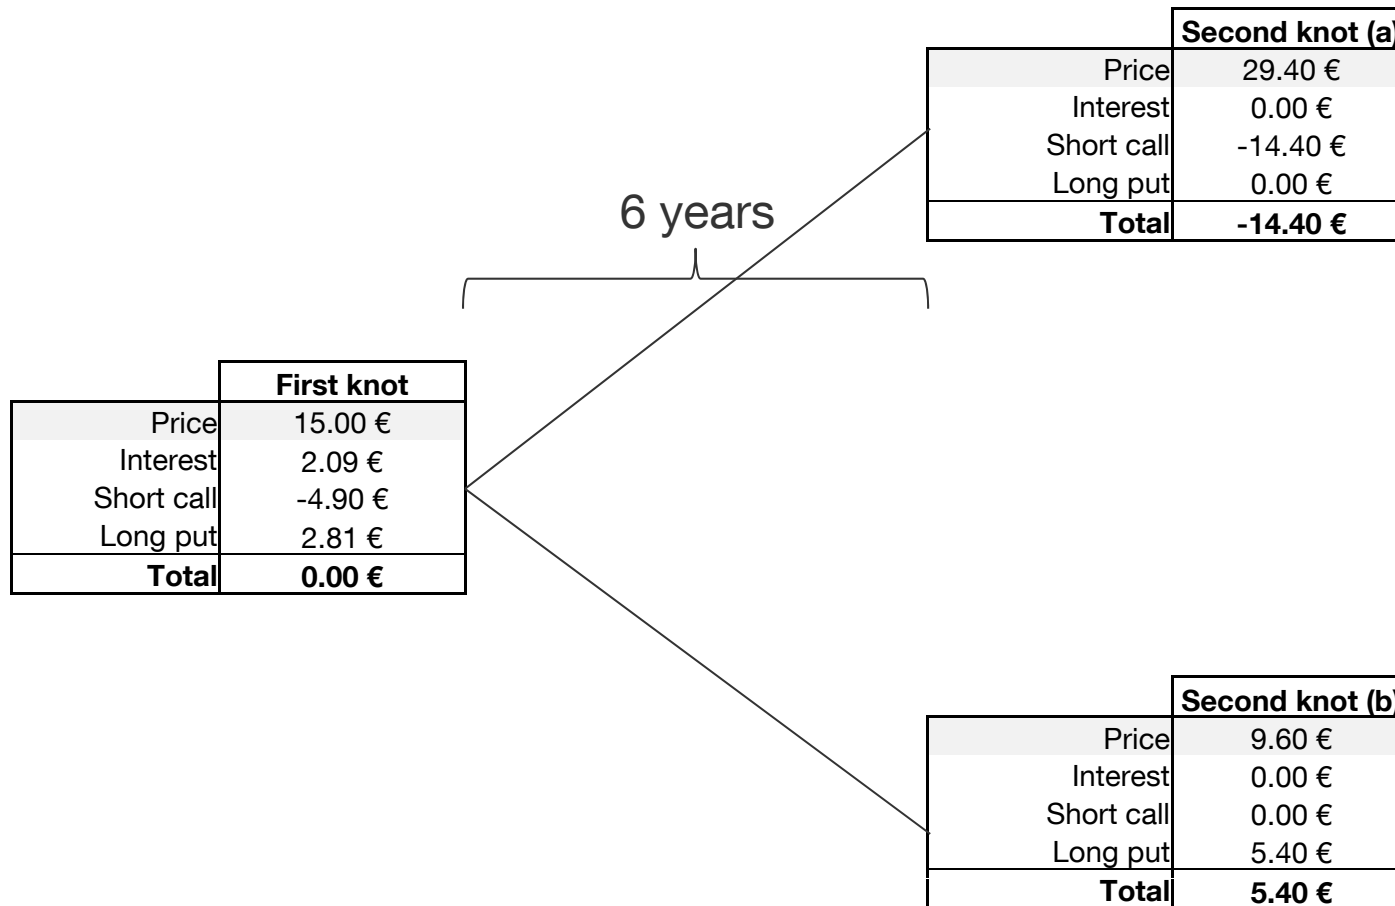 Second knot (a)
Price 29.40 €
Interest 0.00 €
Short call -14.40 €
Long put 0.00 €
Total -14.40 €
6 years
First knot
Price 15.00 €
Interest 2.09 €
Short call -4.90 €
Long put 2.81 €
Total 0.00 €
Second knot (b)
Price 9.60 €
Interest 0.00 €
Short call 0.00 €
Long put 5.40 €
Total 5.40 €